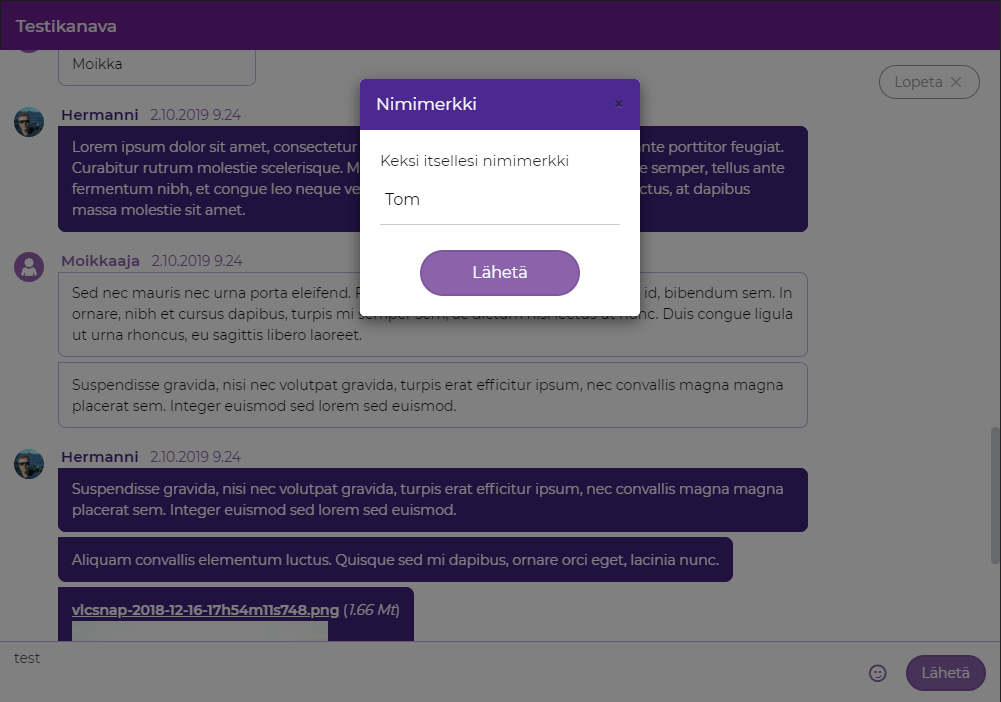 Testikanava
Moikka
Lopeta ×
Nimimerkki ×
Keksi itsellesi nimimerkki
Tom
Lähetä
Hermanni 2.10.2019 9.24
Lorem ipsum dolor sit amet, consectetur nte porttitor feugiat.
Curabitur rutrum molestie scelerisque. M e semper, tellus ante
fermentum nibh, et congue leo neque ve ctus, at dapibus
massa molestie sit amet.
Moikkaaja 2.10.2019 9.24
Sed nec mauris nec urna porta eleifend. id, bibendum sem. In
ornare, nibh et cursus dapibus, turpis mi semper sem, ac dictum nisl lectus ut nunc. Duis congue ligula
ut urna rhoncus, eu sagittis libero laoreet.
Suspendisse gravida, nisi nec volutpat gravida, turpis erat efficitur ipsum, nec convallis magna magna
placerat sem. Integer euismod sed lorem sed euismod.
Hermanni 2.10.2019 9.24
Suspendisse gravida, nisi nec volutpat gravida, turpis erat efficitur ipsum, nec convallis magna magna
placerat sem. Integer euismod sed lorem sed euismod.
Aliquam convallis elementum luctus. Quisque sed mi dapibus, ornare orci eget, lacinia nunc.
vlcsnap-2018-12-16-17h54m11s748.png (1.66 Mt)
test
Lähetä